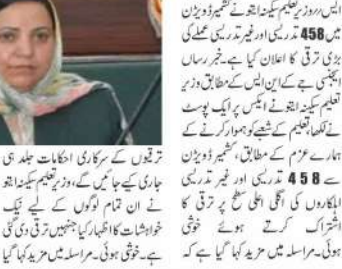 ایس/وزیر تعلیم سکینہ ایتو نے کشمیر ڈویژن
میں 458 تدریسی اور غیر تدریسی عملے کی
بڑی ترقی کا اعلان کیا ہے۔ خبر رساں
ایجنسی جے کے این ایس کے مطابق وزیر
تعلیم سکینہ ایتو نے ایکس پر ایک پوسٹ
نے لکھا تعلیم کے شعبے کو ہموار کرنے کے
ہمارے عزم کے مطابق، کشمیر ڈویژن
سے 458 تدریسی اور غیر تدریسی
اہلکاروں کی اگلی اعلی سطح پر ترقی کا
اشتراک کرتے ہوئے خوشی
ہوئی۔ مراسلہ میں مزید کہا گیا ہے کہ
ترقیوں کے سرکاری احکامات جلد ہی
جاری کیے جائیں گے۔ وزیر تعلیم سکینہ ایتو
نے ان تمام لوگوں کے لیے نیک
خواہشات کا اظہار کیا جنہیں ترقی دی گئی
ہے۔ خوشی ہوئی۔ مراسلہ میں مزید کہا گیا